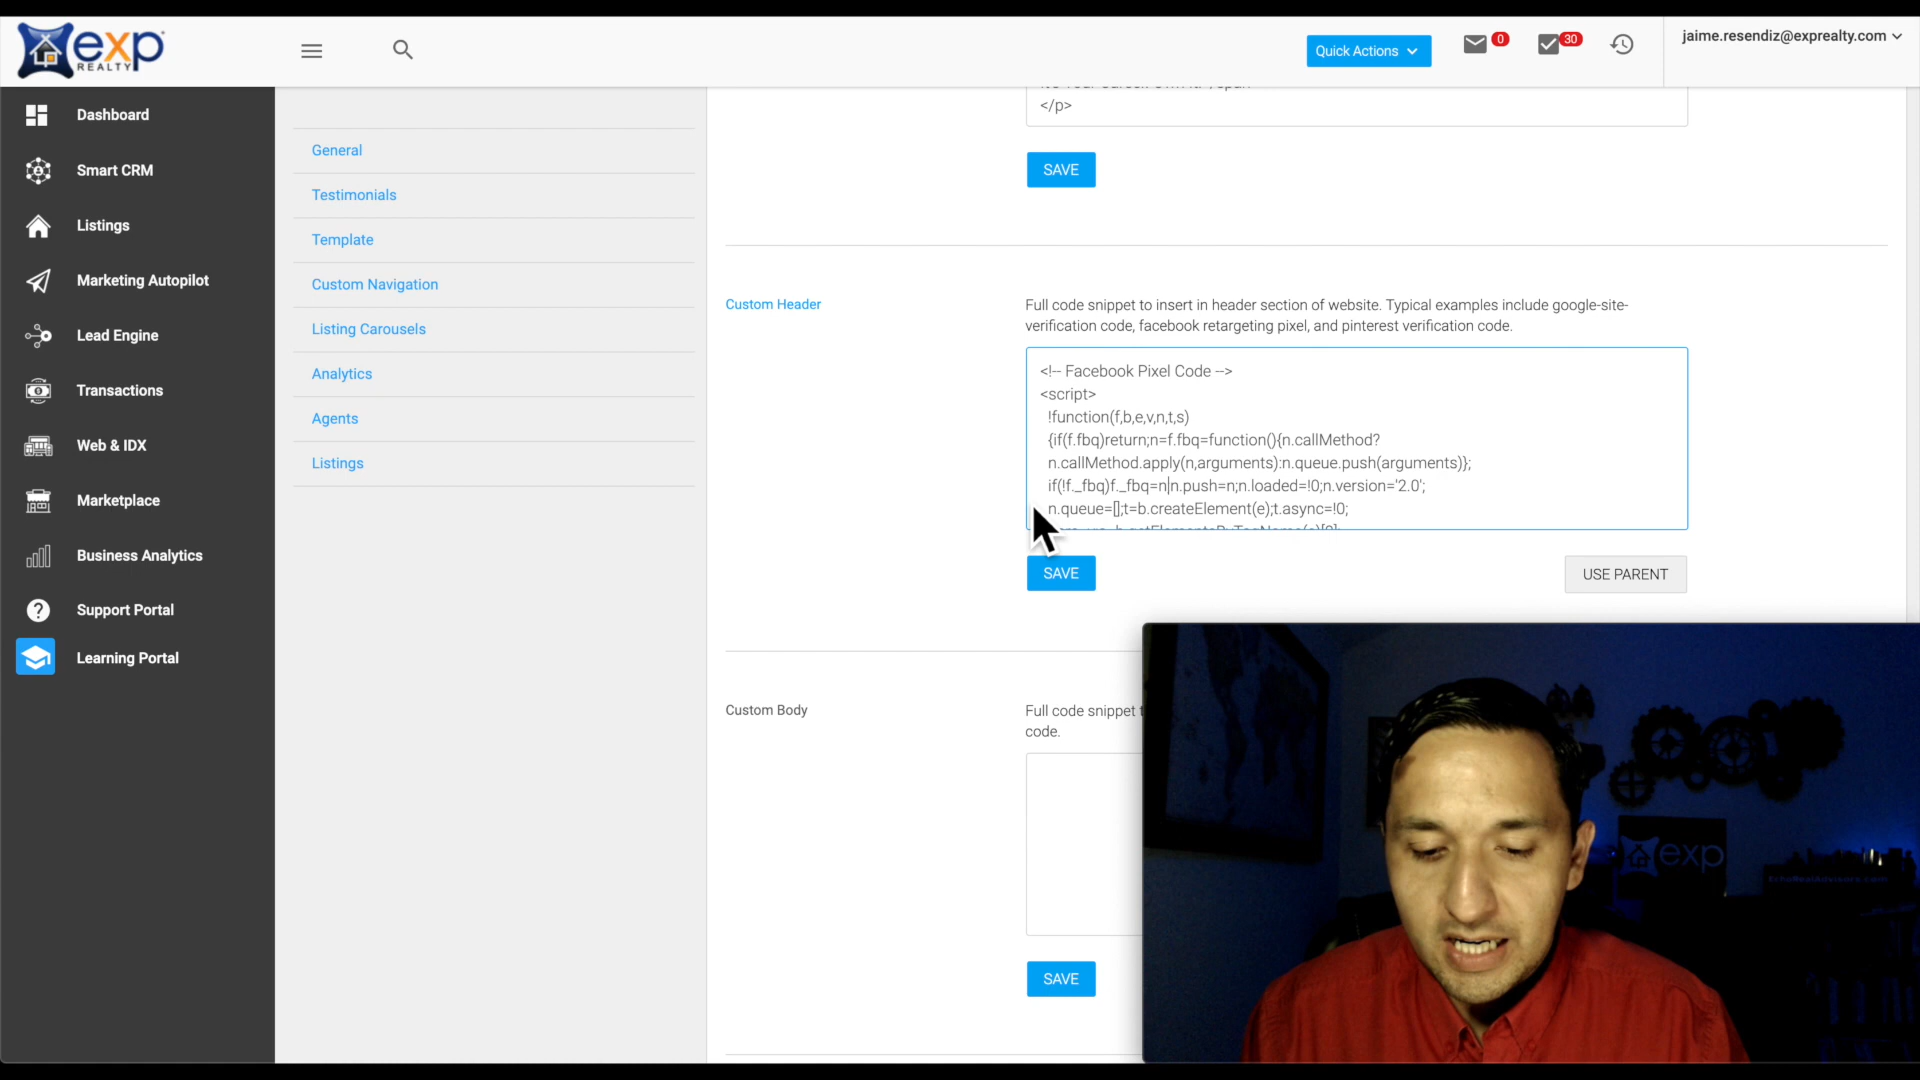 exp
REALTY
Quick Actions
0
30
jaime.resendiz@exprealty.com
Dashboard
Smart CRM
Listings
Marketing Autopilot
Lead Engine
Transactions
Web & IDX
Marketplace
Business Analytics
Support Portal
Learning Portal
General
Testimonials
Template
Custom Navigation
Listing Carousels
Analytics
Agents
Listings
</p>
SAVE
Custom Header
Full code snippet to insert in header section of website. Typical examples include google-site-
verification code, facebook retargeting pixel, and pinterest verification code.
<!-- Facebook Pixel Code -->
<script>
!function(f,b,e,v,n,t,s)
{if(f.fbq)return;n=f.fbq=function(){n.callMethod?
n.callMethod.apply(n,arguments):n.queue.push(arguments)};
if(!f._fbq)f._fbq=n;n.push=n;n.loaded=!0;n.version='2.0';
n.queue=[];t=b.createElement(e);t.async=!0;
SAVE
USE PARENT
Custom Body
Full code snippet
code.
SAVE
exp